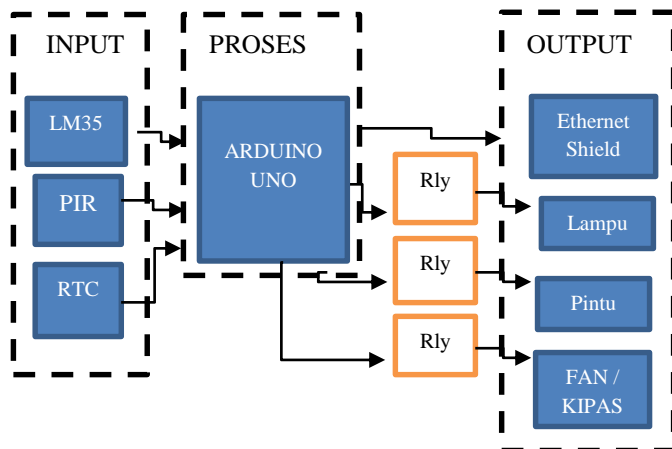 INPUT
LM35
PIR
RTC
PROSES
ARDUINO
UNO
Rly
Rly
Rly
OUTPUT
Ethernet
Shield
Lampu
Pintu
FAN /
KIPAS